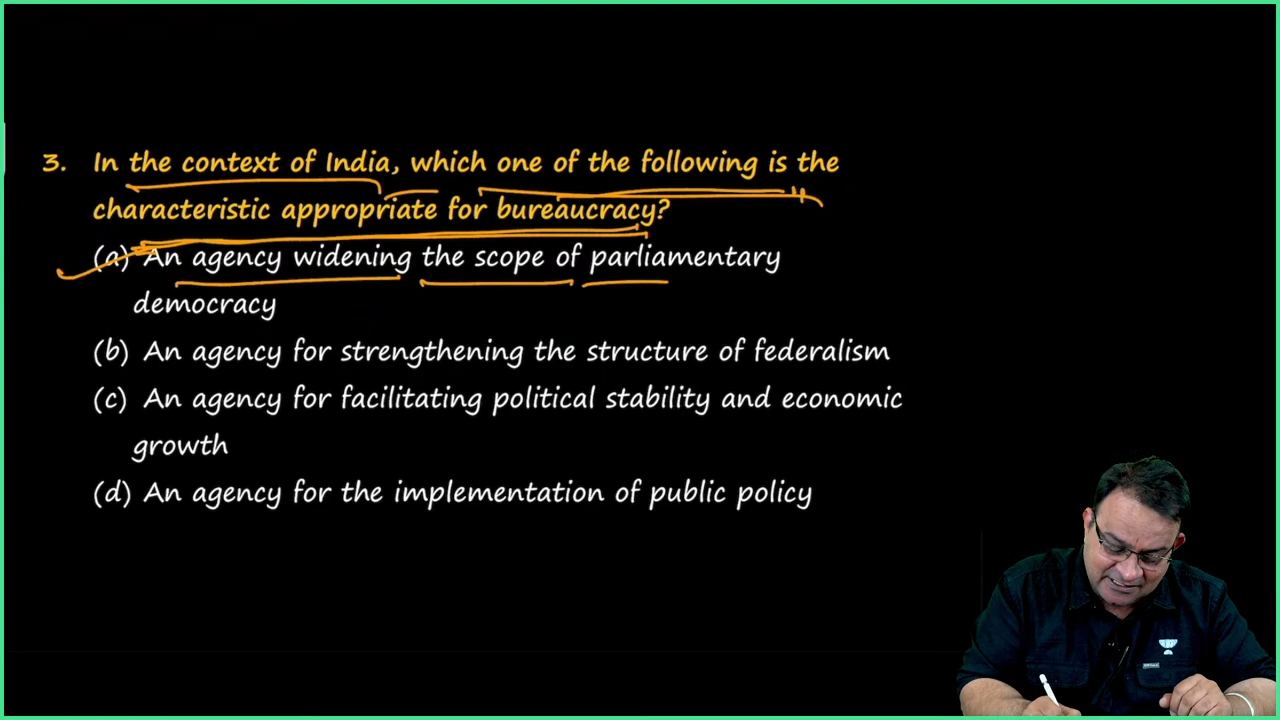 3. In the context of India, which one of the following is the
characteristic appropriate for bureaucracy?
(a) An agency widening the scope of parliamentary
democracy
(b) An agency for strengthening the structure of federalism
(c) An agency for facilitating political stability and economic
growth
(d) An agency for the implementation of public policy